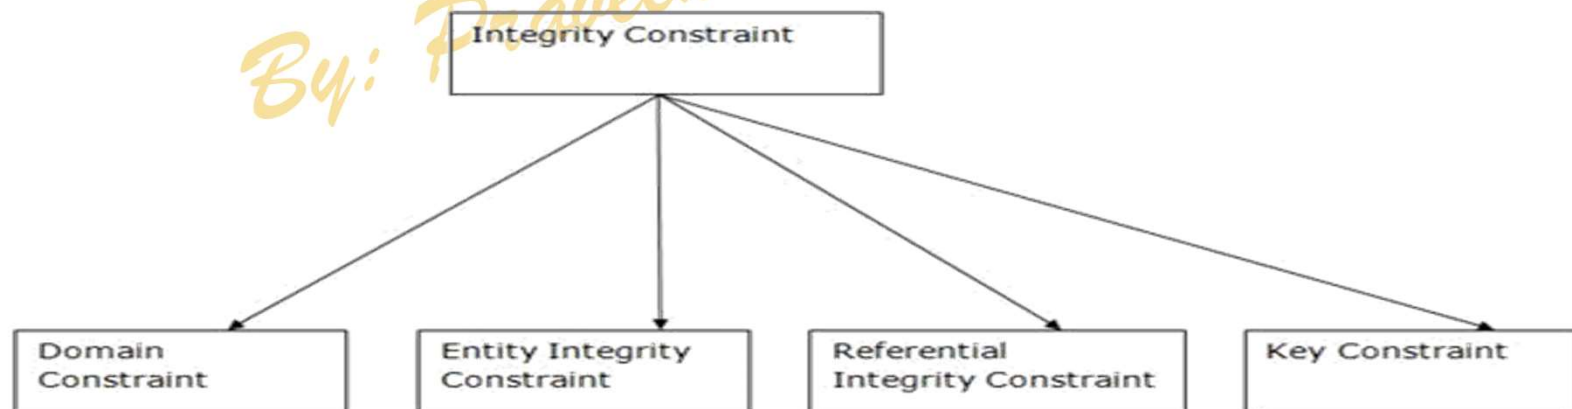 By:
Integrity Constraint
Domain
Constraint
Entity Integrity
Constraint
Referential
Integrity Constraint
Key Constraint